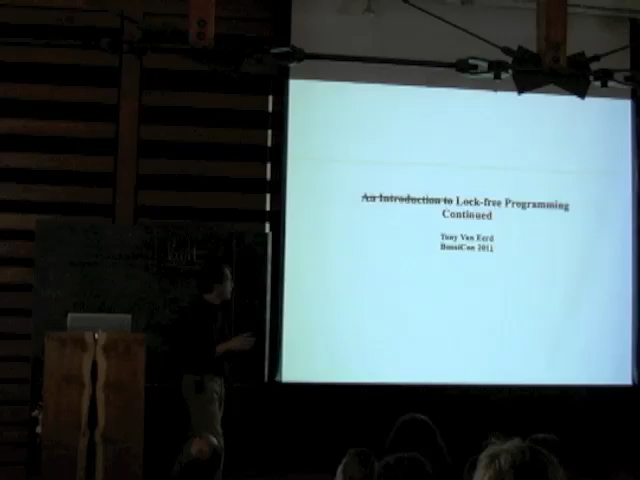 An Introduction to Lock-free Programming
Continued
Tony Van Eerd
BoostCon 2011